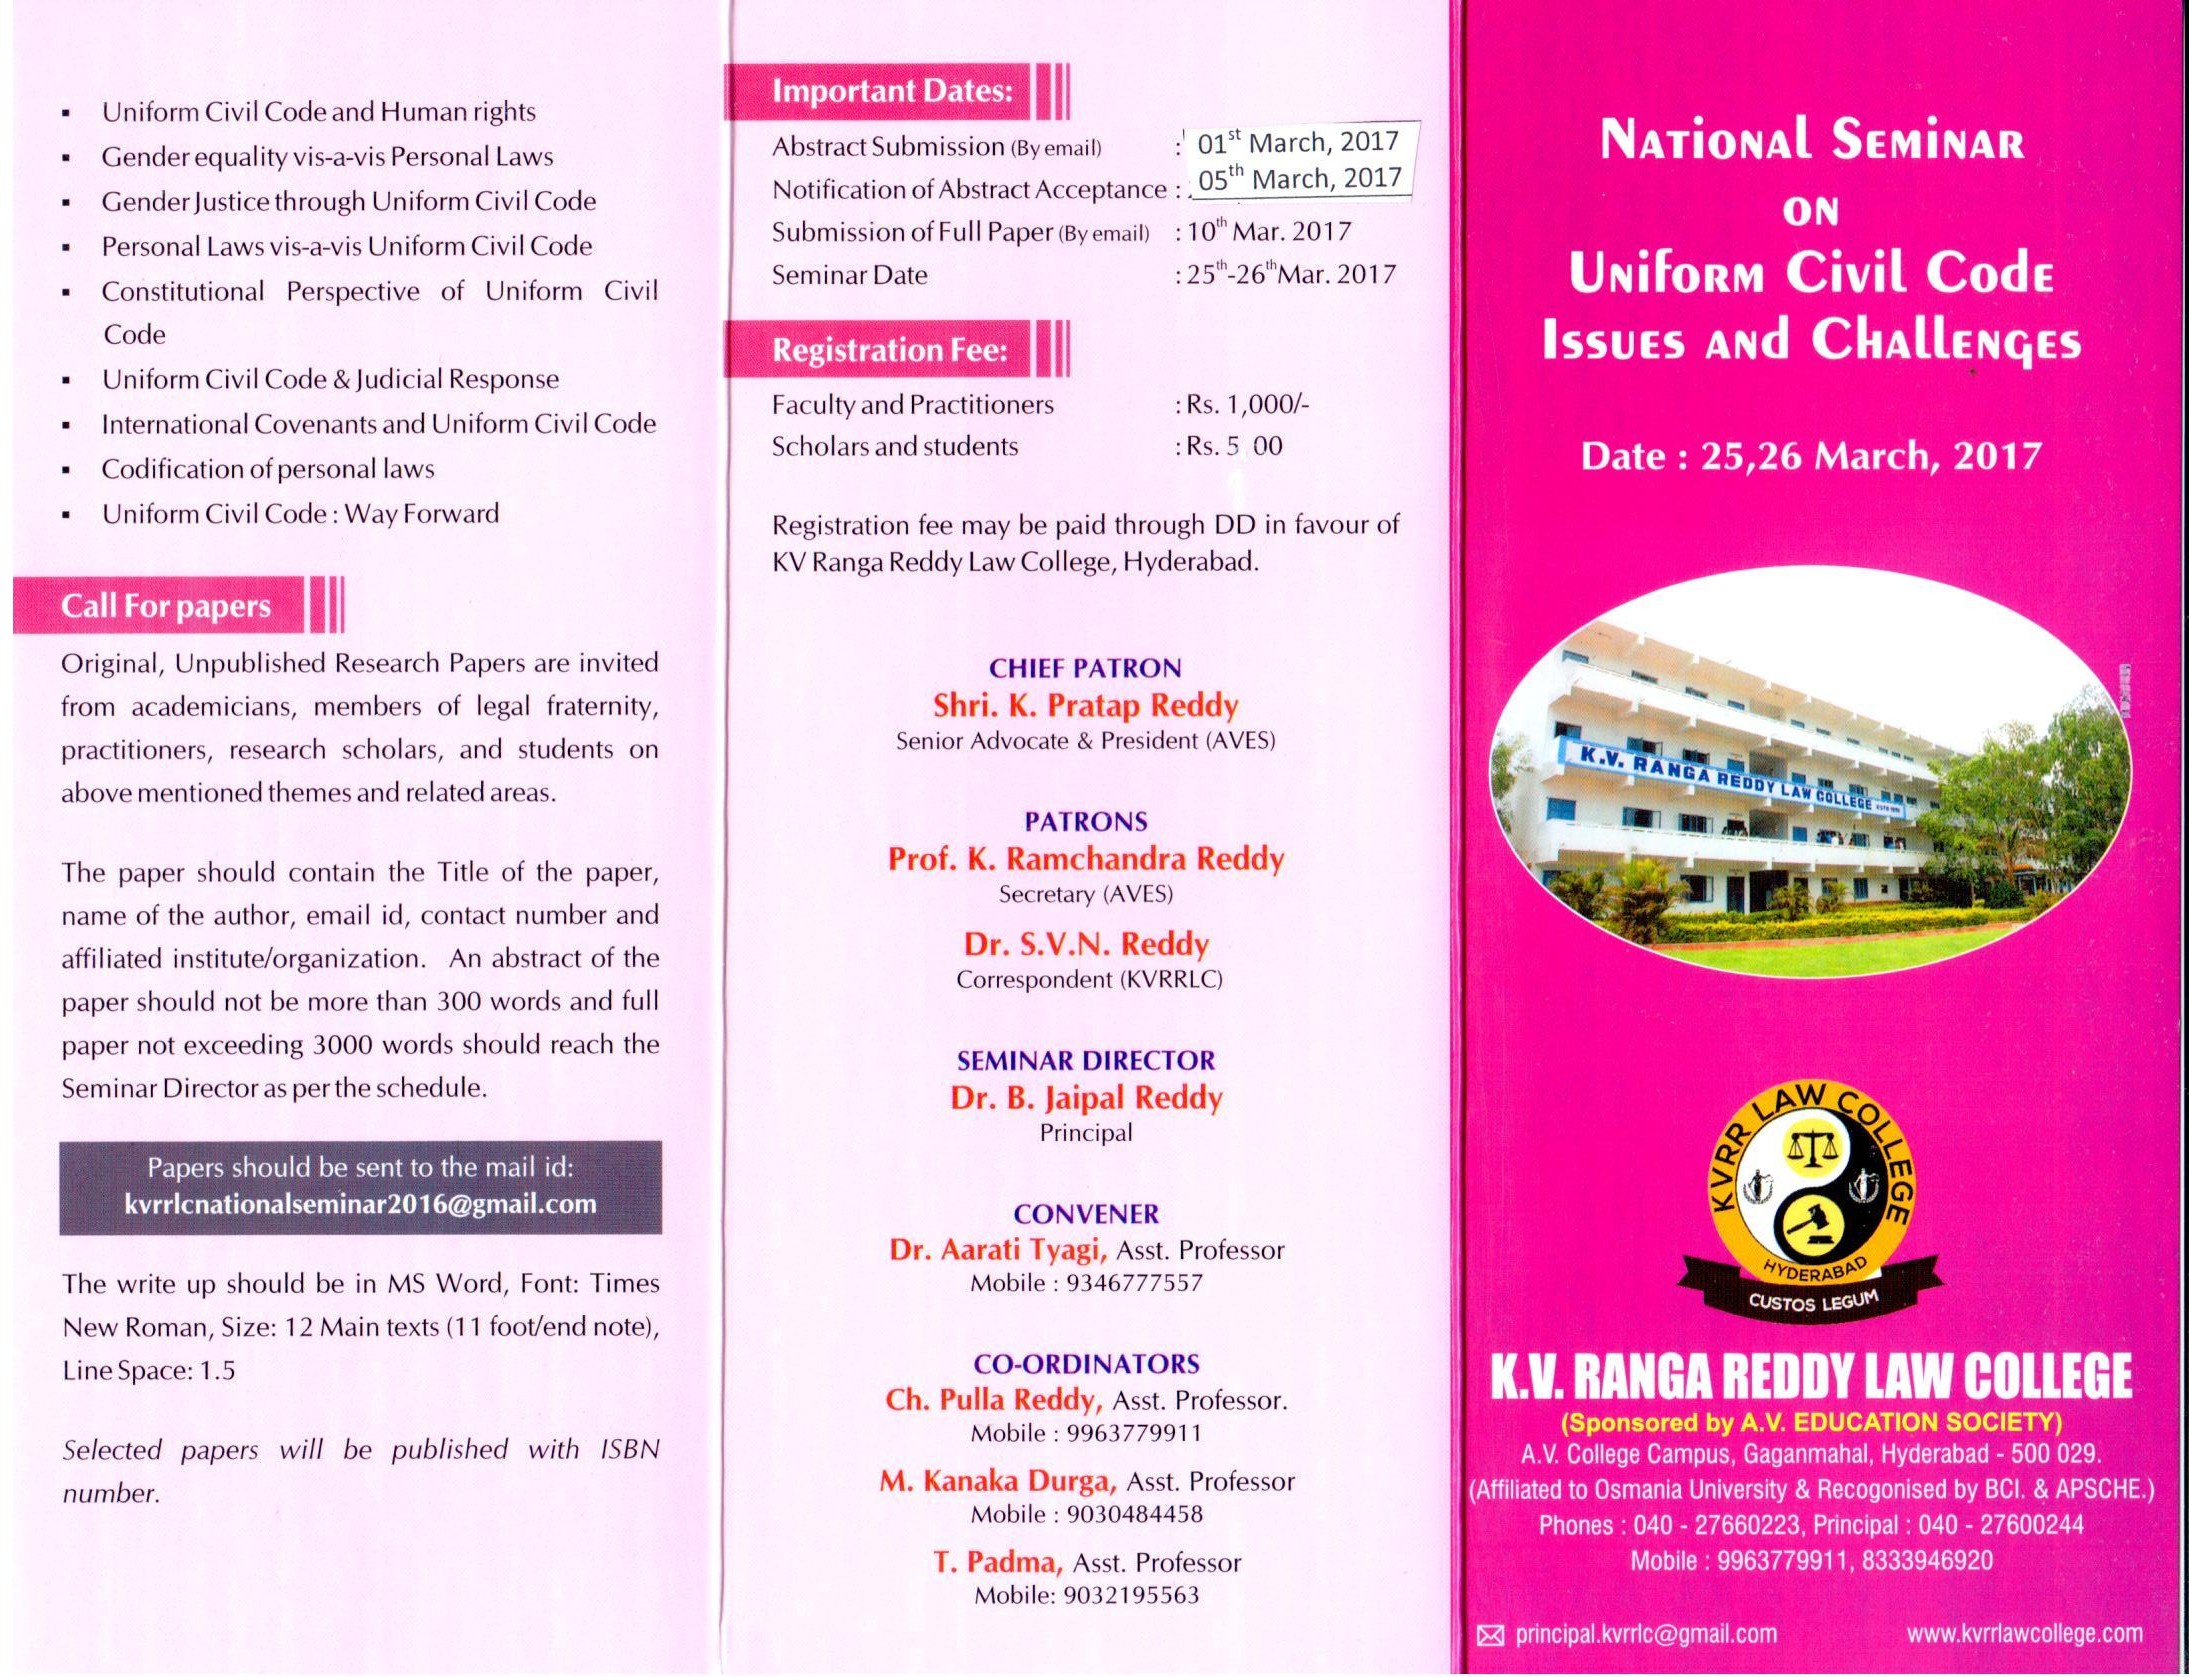 ▪ Uniform Civil Code and Human rights
▪ Gender equality vis-a-vis Personal Laws
▪ Gender Justice through Uniform Civil Code
▪ Personal Laws vis-a-vis Uniform Civil Code
▪ Constitutional Perspective of Uniform Civil
Code
▪ Uniform Civil Code & Judicial Response
▪ International Covenants and Uniform Civil Code
▪ Codification of personal laws
▪ Uniform Civil Code : Way Forward
Call For papers
Original, Unpublished Research Papers are invited
from academicians, members of legal fraternity,
practitioners, research scholars, and students on
above mentioned themes and related areas.
The paper should contain the Title of the paper,
name of the author, email id, contact number and
affiliated institute/organization. An abstract of the
paper should not be more than 300 words and full
paper not exceeding 3000 words should reach the
Seminar Director as per the schedule.
Papers should be sent to the mail id:
kvrrlcnationalseminar2016@gmail.com
The write up should be in MS Word, Font: Times
New Roman, Size: 12 Main texts (11 foot/end note),
Line Space: 1.5
Selected papers will be published with ISBN
number.
Important Dates:
Abstract Submission (By email) : 01st March, 2017
Notification of Abstract Acceptance : 05th March, 2017
Submission of Full Paper (By email) : 10th Mar. 2017
Seminar Date : 25th-26th Mar. 2017
Registration Fee:
Faculty and Practitioners : Rs. 1,000/-
Scholars and students : Rs. 5 00
Registration fee may be paid through DD in favour of
KV Ranga Reddy Law College, Hyderabad.
CHIEF PATRON
Shri. K. Pratap Reddy
Senior Advocate & President (AVES)
PATRONS
Prof. K. Ramchandra Reddy
Secretary (AVES)
Dr. S.V.N. Reddy
Correspondent (KVRRLC)
SEMINAR DIRECTOR
Dr. B. Jaipal Reddy
Principal
CONVENER
Dr. Aarati Tyagi, Asst. Professor
Mobile : 9346777557
CO-ORDINATORS
Ch. Pulla Reddy, Asst. Professor.
Mobile : 9963779911
M. Kanaka Durga, Asst. Professor
Mobile : 9030484458
T. Padma, Asst. Professor
Mobile: 9032195563
National Seminar
on
Uniform Civil Code
Issues and Challenges
Date : 25,26 March, 2017
K.V. RANGA REDDY LAW COLLEGE
KVRR LAW COLLEGE
HYDERABAD
CUSTOS LEGUM
K.V. RANGA REDDY LAW COLLEGE
(Sponsored by A.V. EDUCATION SOCIETY)
A.V. College Campus, Gaganmahal, Hyderabad - 500 029.
(Affiliated to Osmania University & Recogonised by BCI. & APSCHE.)
Phones : 040 - 27660223, Principal : 040 - 27600244
Mobile : 9963779911, 8333946920
principal.kvrrlc@gmail.com
www.kvrrlawcollege.com